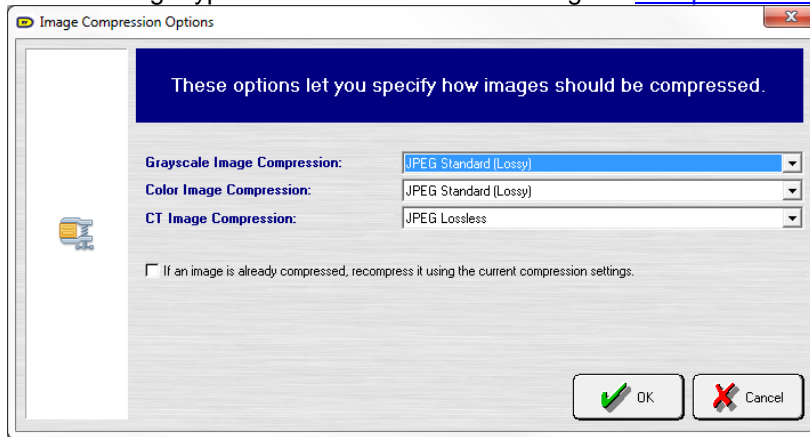 Image Compression Options
These options let you specify how images should be compressed.
Grayscale Image Compression: JPEG Standard (Lossy)
Color Image Compression: JPEG Standard (Lossy)
CT Image Compression: JPEG Lossless
If an image is already compressed, recompress it using the current compression settings.
OK Cancel